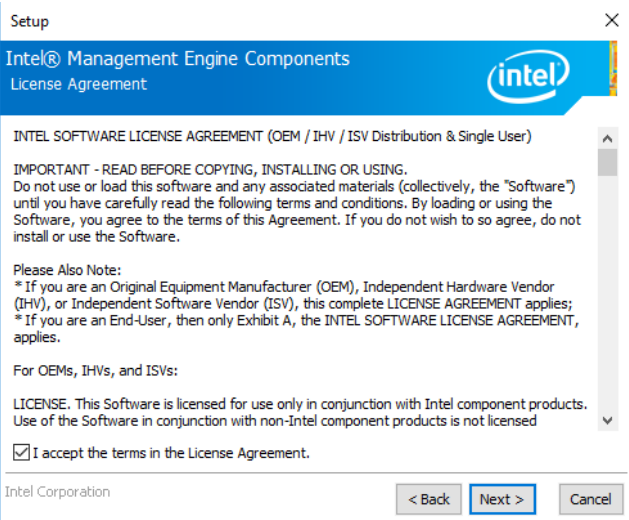 Setup
Intel® Management Engine Components
License Agreement
intel
INTEL SOFTWARE LICENSE AGREEMENT (OEM / IHV / ISV Distribution & Single User)
IMPORTANT - READ BEFORE COPYING, INSTALLING OR USING.
Do not use or load this software and any associated materials (collectively, the "Software")
until you have carefully read the following terms and conditions. By loading or using the
Software, you agree to the terms of this Agreement. If you do not wish to so agree, do not
install or use the Software.
Please Also Note:
* If you are an Original Equipment Manufacturer (OEM), Independent Hardware Vendor
(IHV), or Independent Software Vendor (ISV), this complete LICENSE AGREEMENT applies;
* If you are an End-User, then only Exhibit A, the INTEL SOFTWARE LICENSE AGREEMENT,
applies.
For OEMs, IHVs, and ISVs:
LICENSE. This Software is licensed for use only in conjunction with Intel component products.
Use of the Software in conjunction with non-Intel component products is not licensed
I accept the terms in the License Agreement.
Intel Corporation
< Back
Next >
Cancel